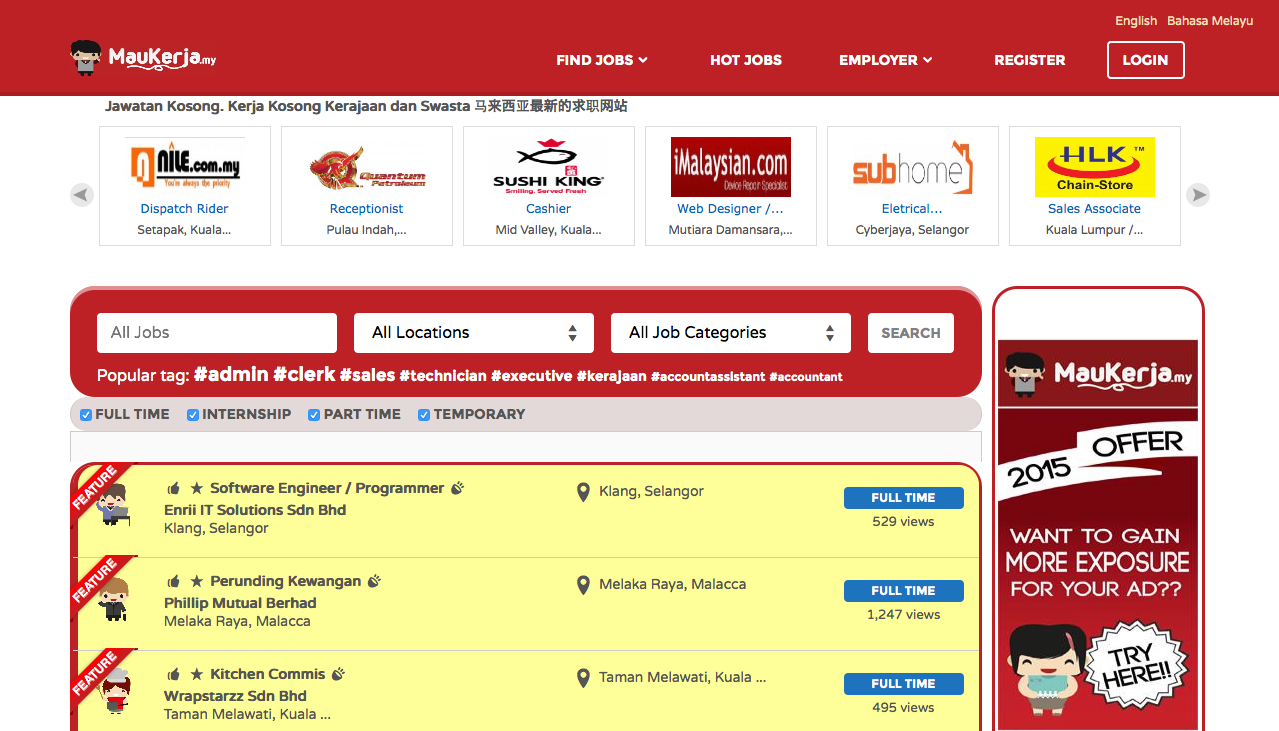 English Bahasa Melayu
MauKerja.my FIND JOBS HOT JOBS EMPLOYER REGISTER LOGIN
Jawatan Kosong. Kerja Kosong Kerajaan dan Swasta 马来西亚最新的求职网站
NILE.com.my
You're always the priority
Dispatch Rider
Setapak, Kuala...
Quantum
Petroleum
Receptionist
Pulau Indah,...
SUSHI KING
Smiling. Served Fresh
Cashier
Mid Valley, Kuala...
iMalaysian.com
Device Repair Specialist
Web Designer /...
Mutiara Damansara,...
subhome
Eletrical...
Cyberjaya, Selangor
HLK TM
Chain-Store
Sales Associate
Kuala Lumpur /...
All Jobs All Locations All Job Categories SEARCH
Popular tag: #admin #clerk #sales #technician #executive #kerajaan #accountassistant #accountant
FULL TIME INTERNSHIP PART TIME TEMPORARY
FEATURE
Software Engineer / Programmer
Enrii IT Solutions Sdn Bhd
Klang, Selangor
Klang, Selangor
FULL TIME
529 views
FEATURE
Perunding Kewangan
Phillip Mutual Berhad
Melaka Raya, Malacca
Melaka Raya, Malacca
FULL TIME
1,247 views
FEATURE
Kitchen Commis
Wrapstarzz Sdn Bhd
Taman Melawati, Kuala ...
Taman Melawati, Kuala ...
FULL TIME
495 views
MauKerja.my
2015 OFFER
WANT TO GAIN
MORE EXPOSURE
FOR YOUR AD??
TRY
HERE!!